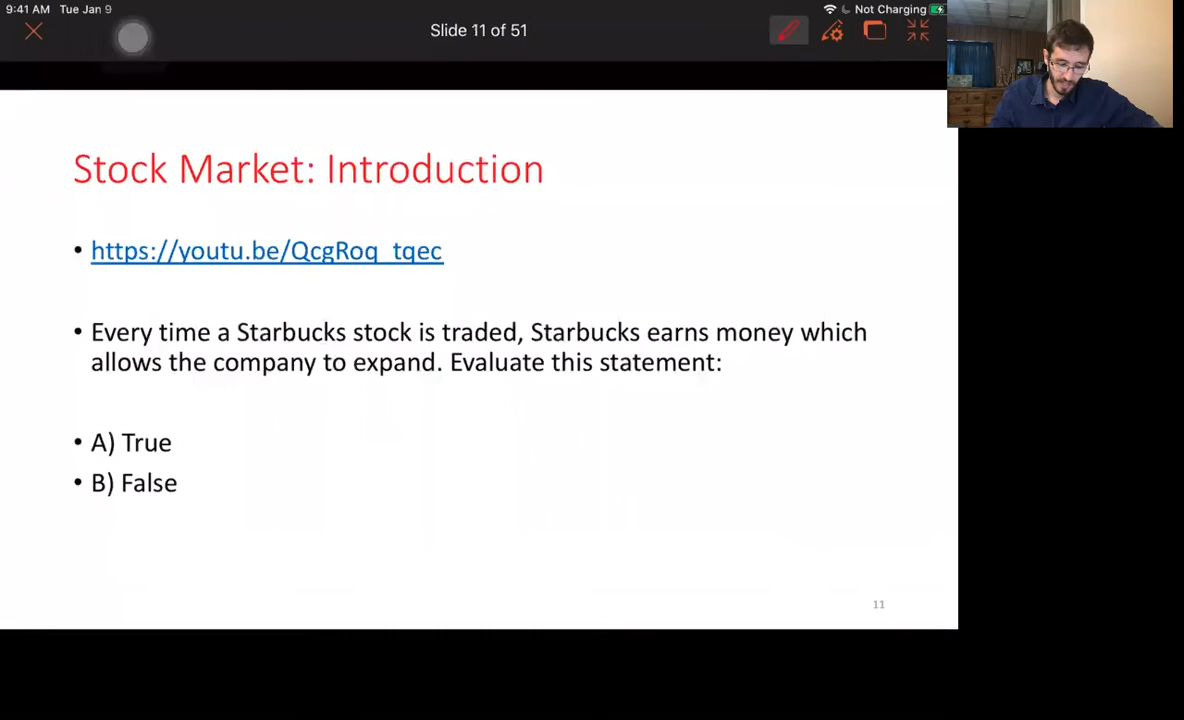 9:41 AM Tue Jan 9
Not Charging
Slide 11 of 51
Stock Market: Introduction
• https://youtu.be/QcgRoq_tqec
• Every time a Starbucks stock is traded, Starbucks earns money which
allows the company to expand. Evaluate this statement:
• A) True
• B) False
11